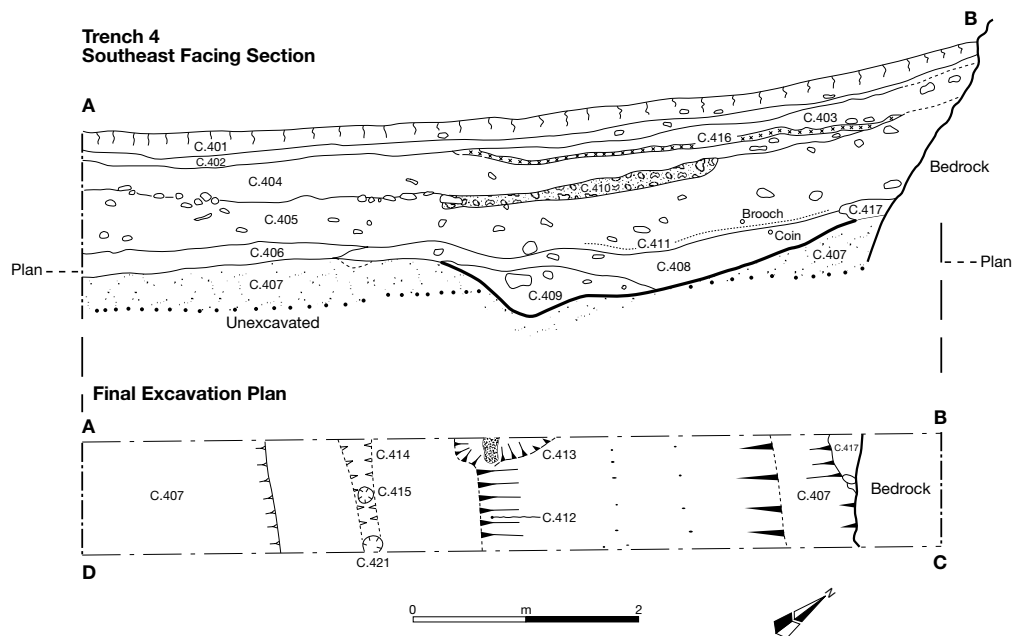 Trench 4
Southeast Facing Section
A
B
C.401
C.402
C.403
C.416
C.404
C.410
Bedrock
C.405
Brooch
C.417
C.411
Coin
C.406
C.407
C.408
Plan
Plan
C.407
C.409
Unexcavated
Final Excavation Plan
A
B
C.414
C.413
C.417
C.407
C.415
C.407
Bedrock
C.412
C.421
D
C
0 m 2
N